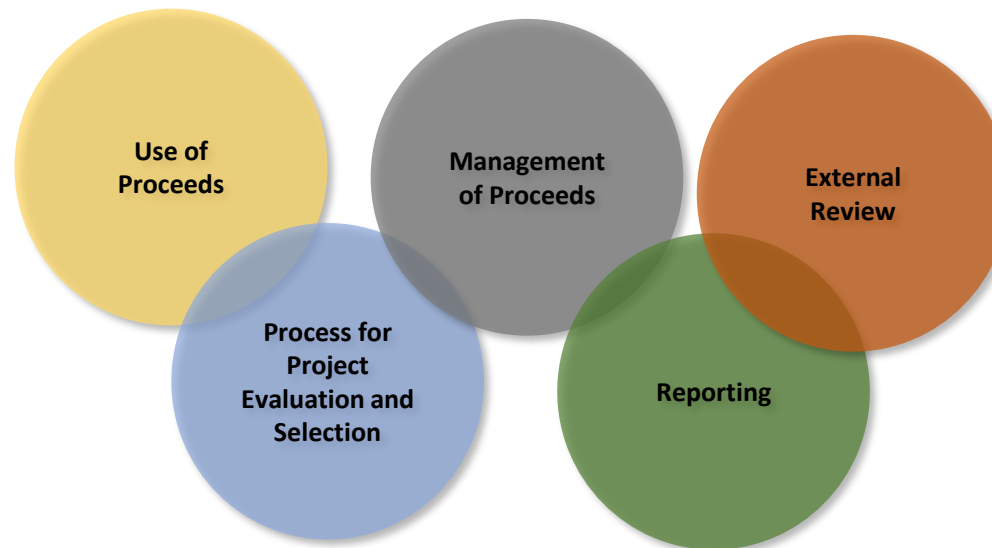 Use of
Proceeds
Process for
Project
Evaluation and
Selection
Management
of Proceeds
Reporting
External
Review